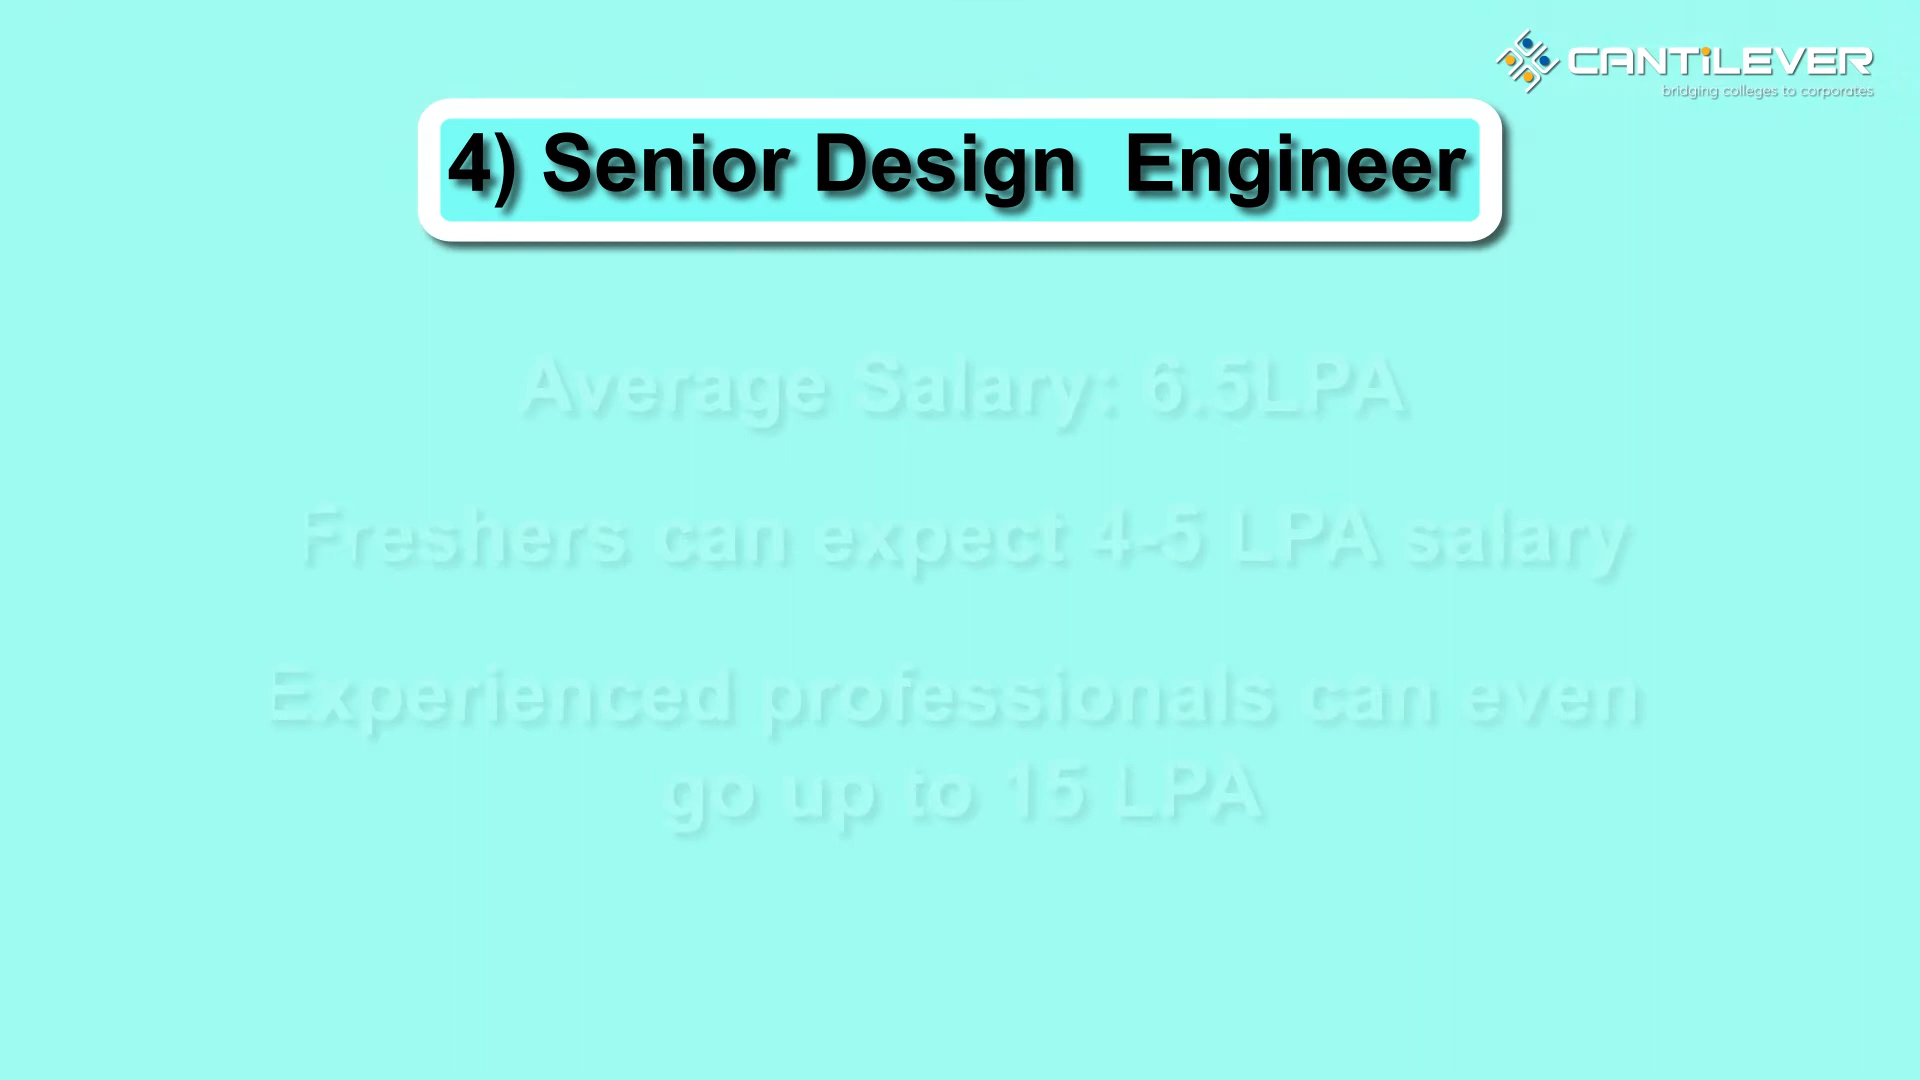 CANTiLEVER
bridging colleges to corporates
4) Senior Design Engineer
Average Salary: 6.5LPA
Freshers can expect 4-5 LPA salary
Experienced professionals can even
go up to 15 LPA